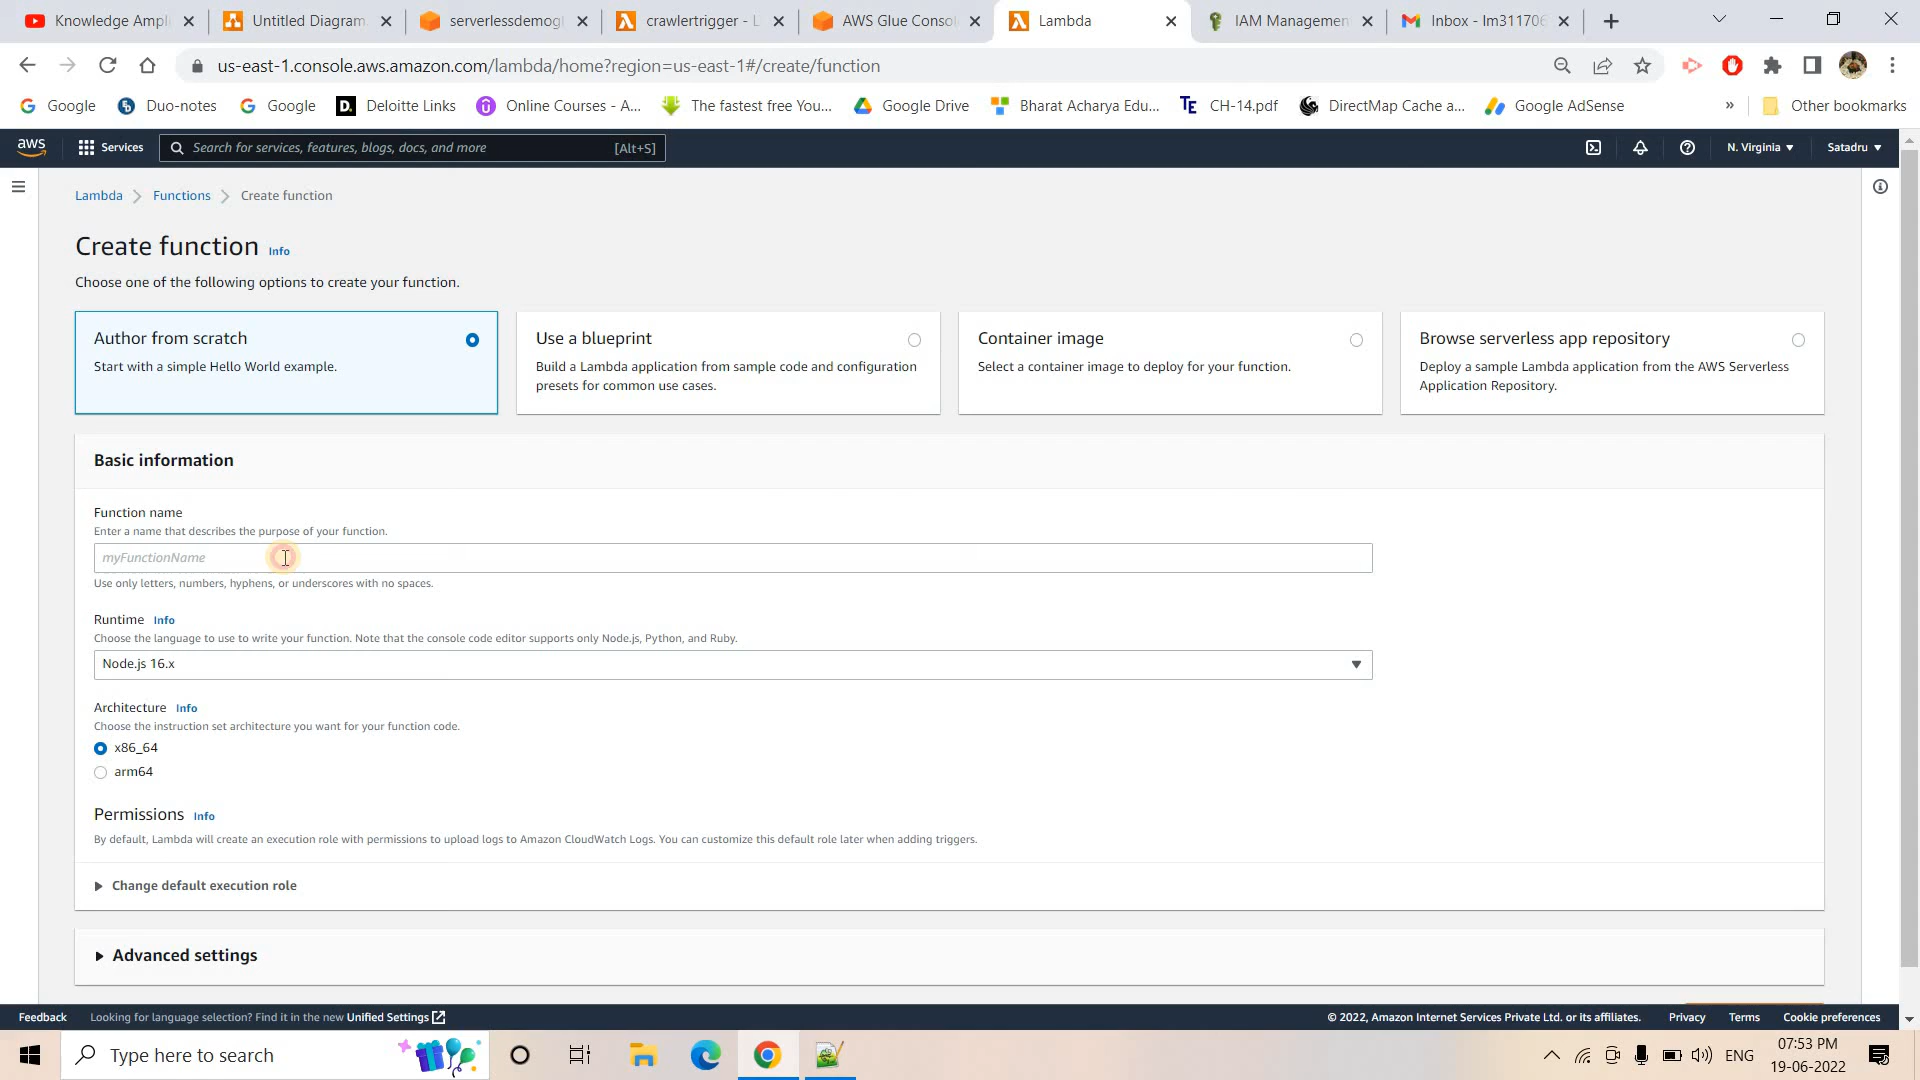 Knowledge Ampl
Untitled Diagram.
serverlessdemogl
crawlertrigger - L
AWS Glue Consol
Lambda
IAM Managemen
Inbox - lm311706
us-east-1.console.aws.amazon.com/lambda/home?region=us-east-1#/create/function
Google
Duo-notes
Google
Deloitte Links
Online Courses - A...
The fastest free You...
Google Drive
Bharat Acharya Edu...
CH-14.pdf
DirectMap Cache a...
Google AdSense
»
Other bookmarks
aws
Services
Search for services, features, blogs, docs, and more
[Alt+S]
N. Virginia
Satadru
Lambda
Functions
Create function
Create function Info
Choose one of the following options to create your function.
Author from scratch
Start with a simple Hello World example.
Use a blueprint
Build a Lambda application from sample code and configuration
presets for common use cases.
Container image
Select a container image to deploy for your function.
Browse serverless app repository
Deploy a sample Lambda application from the AWS Serverless
Application Repository.
Basic information
Function name
Enter a name that describes the purpose of your function.
myFunctionName
Use only letters, numbers, hyphens, or underscores with no spaces.
Runtime Info
Choose the language to use to write your function. Note that the console code editor supports only Node.js, Python, and Ruby.
Node.js 16.x
Architecture Info
Choose the instruction set architecture you want for your function code.
x86_64
arm64
Permissions Info
By default, Lambda will create an execution role with permissions to upload logs to Amazon CloudWatch Logs. You can customize this default role later when adding triggers.
Change default execution role
Advanced settings
Feedback
Looking for language selection? Find it in the new Unified Settings
© 2022, Amazon Internet Services Private Ltd. or its affiliates.
Privacy
Terms
Cookie preferences
Type here to search
ENG
07:53 PM
19-06-2022